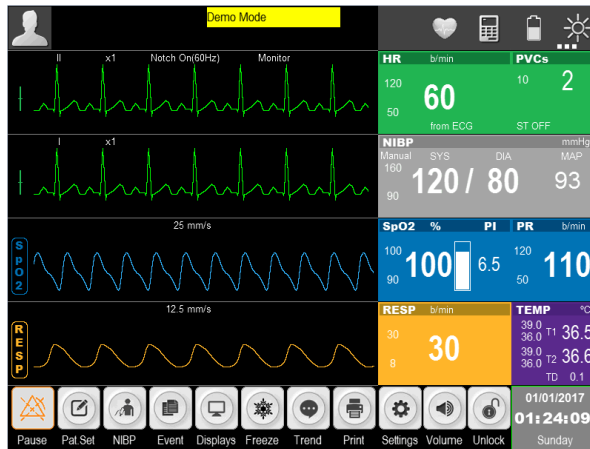 Demo Mode
II x1 Notch On(60Hz) Monitor
HR b/min
120
60
50
from ECG
PVCs
10 2
ST OFF
I x1
NIBP mmHg
Manual SYS DIA MAP
160
120 / 80 93
90
25 mm/s
SpO2
SpO2 % PI
100
100 6.5
90
PR b/min
120
110
50
12.5 mm/s
RESP
RESP b/min
30
30
8
TEMP °C
39.0
36.0 T1 36.5
39.0
36.0 T2 36.6
TD 0.1
Pause Pat.Set NIBP Event Displays Freeze Trend Print Settings Volume Unlock
01/01/2017
01:24:09
Sunday